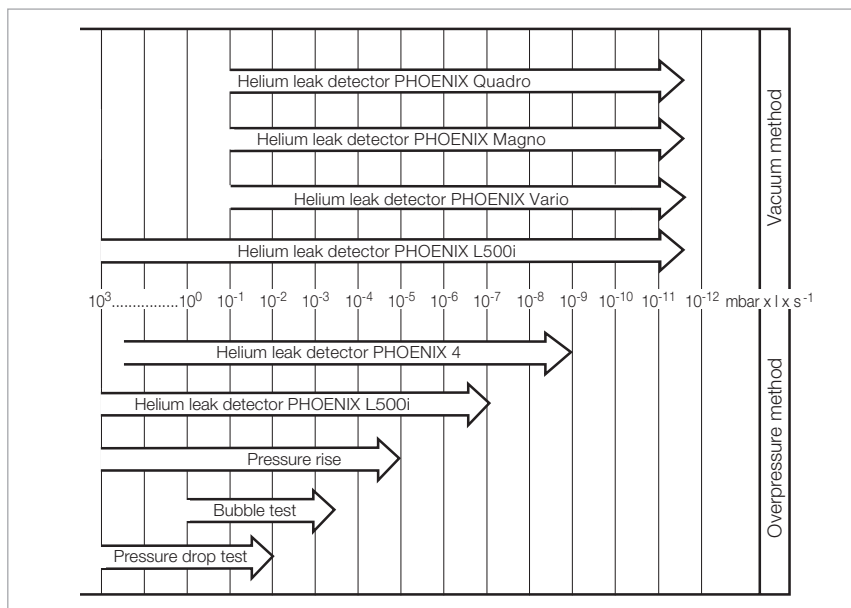 Helium leak detector PHOENIX Quadro
Helium leak detector PHOENIX Magno
Helium leak detector PHOENIX Vario
Helium leak detector PHOENIX L500i
Vacuum method
10³................10⁰ 10⁻¹ 10⁻² 10⁻³ 10⁻⁴ 10⁻⁵ 10⁻⁶ 10⁻⁷ 10⁻⁸ 10⁻⁹ 10⁻¹⁰ 10⁻¹¹ 10⁻¹² mbar x l x s⁻¹
Helium leak detector PHOENIX 4
Helium leak detector PHOENIX L500i
Pressure rise
Bubble test
Pressure drop test
Overpressure method